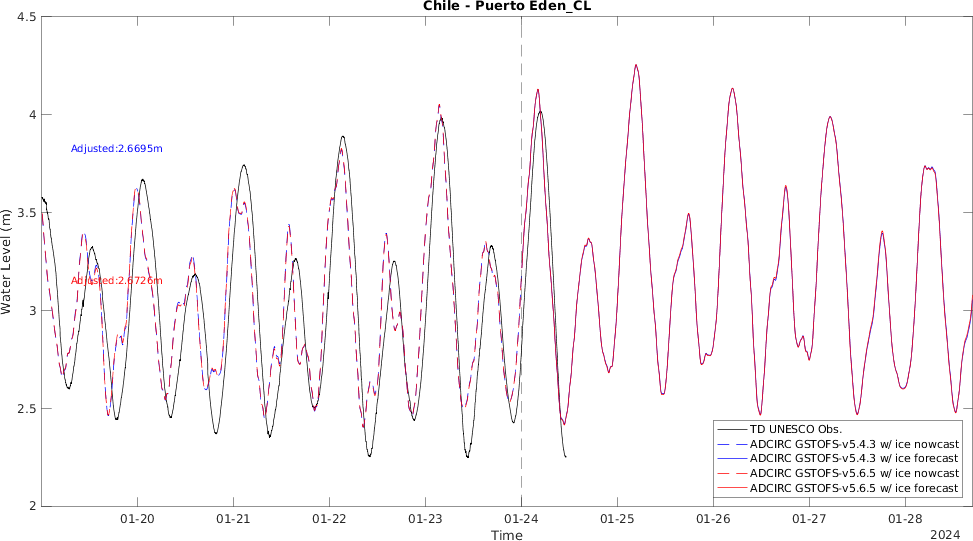 Chile - Puerto Eden_CL
4.5
4
3.5
3
2.5
2
Water Level (m)
Adjusted:2.6695m
Adjusted:2.6726m
TD UNESCO Obs.
ADCIRC GSTOFS-v5.4.3 w/ ice nowcast
ADCIRC GSTOFS-v5.4.3 w/ ice forecast
ADCIRC GSTOFS-v5.6.5 w/ ice nowcast
ADCIRC GSTOFS-v5.6.5 w/ ice forecast
01-20 01-21 01-22 01-23 01-24 01-25 01-26 01-27 01-28
Time
2024